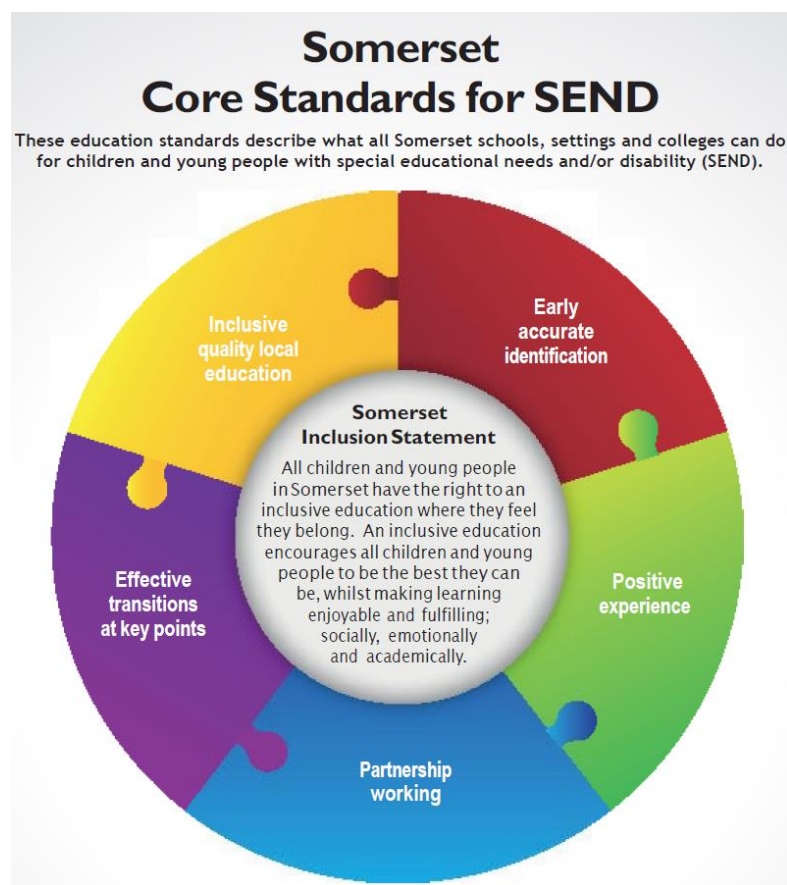 Somerset
Core Standards for SEND
These education standards describe what all Somerset schools, settings and colleges can do
for children and young people with special educational needs and/or disability (SEND).
Inclusive
quality local
education
Early
accurate
identification
Somerset
Inclusion Statement
All children and young people
in Somerset have the right to an
inclusive education where they feel
they belong. An inclusive education
encourages all children and young
people to be the best they can
be, whilst making learning
enjoyable and fulfilling;
socially, emotionally
and academically.
Effective
transitions
at key points
Positive
experience
Partnership
working